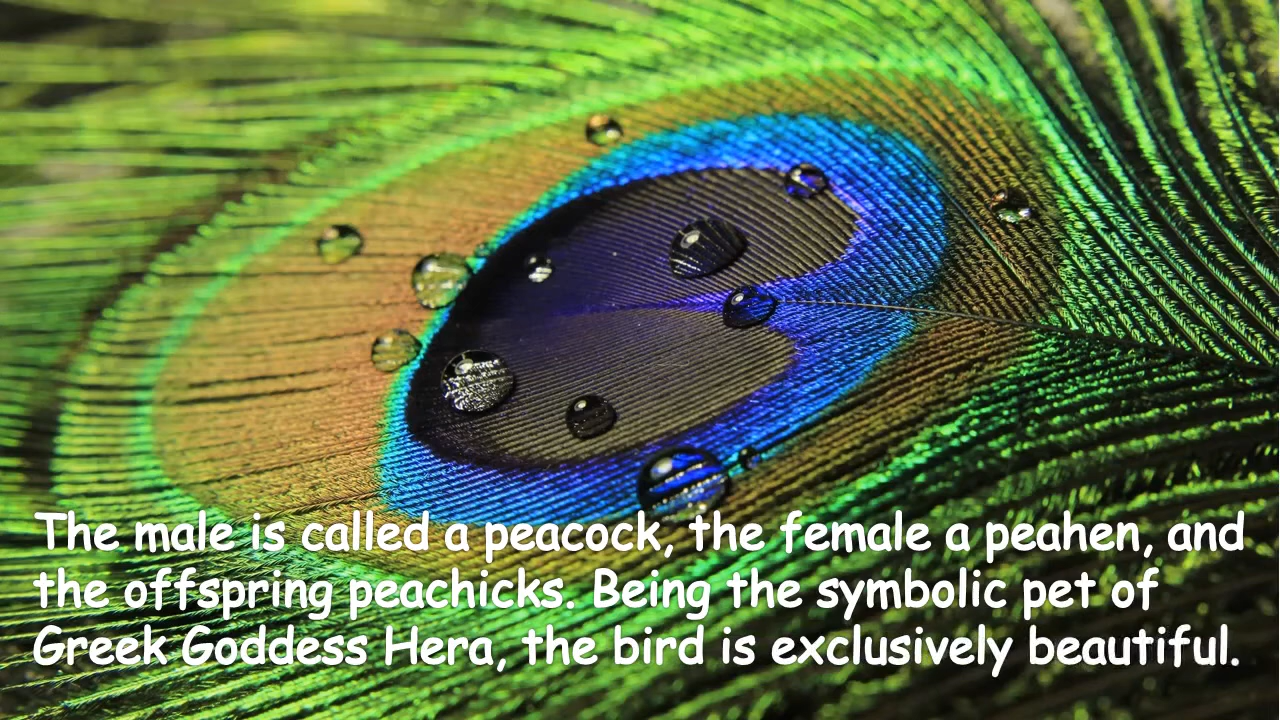 The male is called a peacock, the female a peahen, and
the offspring peachicks. Being the symbolic pet of
Greek Goddess Hera, the bird is exclusively beautiful.